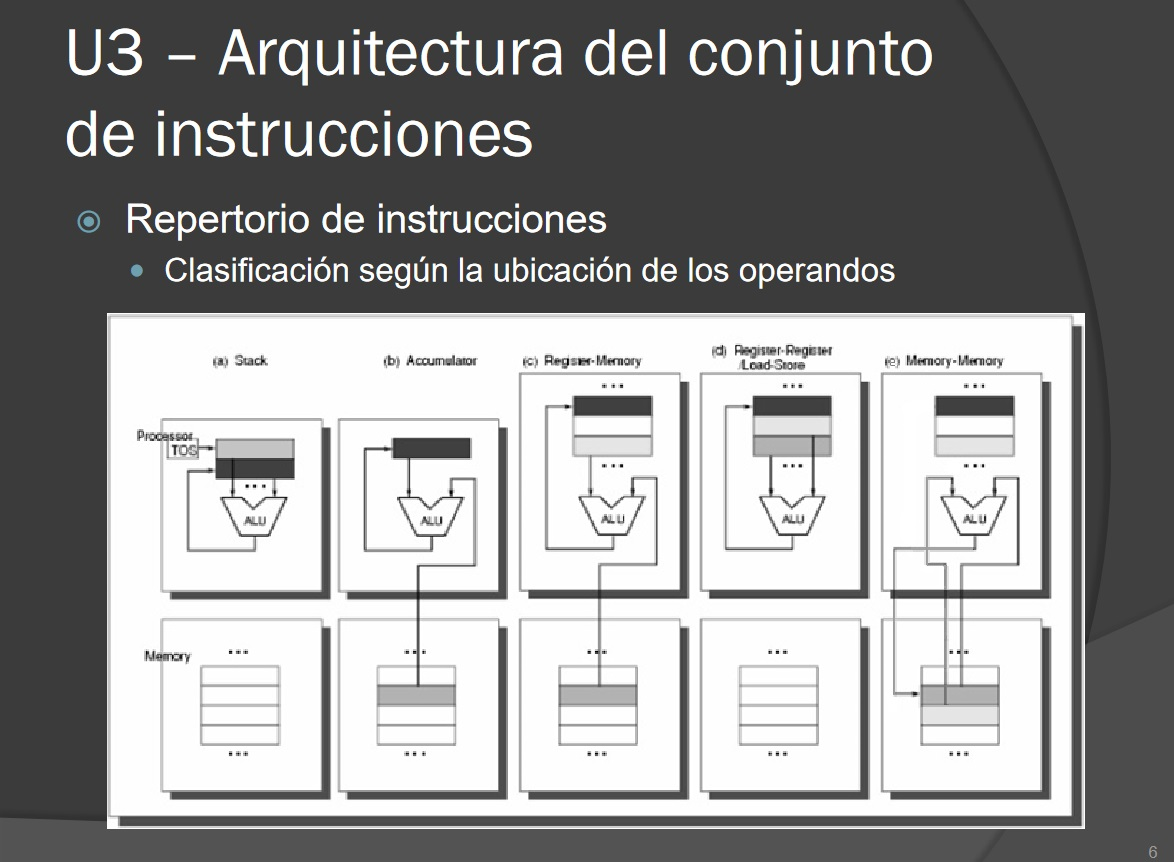 U3 – Arquitectura del conjunto
de instrucciones
Repertorio de instrucciones
Clasificación según la ubicación de los operandos
(a) Stack
(b) Accumulator
(c) Register-Memory
(d) Register-Register
/Load-Store
(e) Memory-Memory
Processor
TOS
ALU
ALU
ALU
ALU
ALU
Memory
6